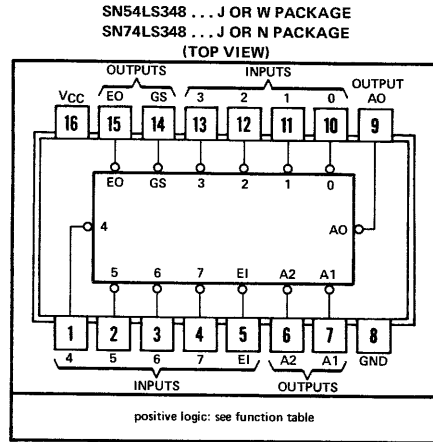 SN54LS348 ... J OR W PACKAGE
SN74LS348 ... J OR N PACKAGE
(TOP VIEW)
OUTPUTS INPUTS OUTPUT
VCC EO GS 3 2 1 0 AO
16 15 14 13 12 11 10 9
EO GS 3 2 1 0
4 AO
5 6 7 EI A2 A1
1 2 3 4 5 6 7 8
4 5 6 7 EI A2 A1 GND
INPUTS OUTPUTS
positive logic: see function table